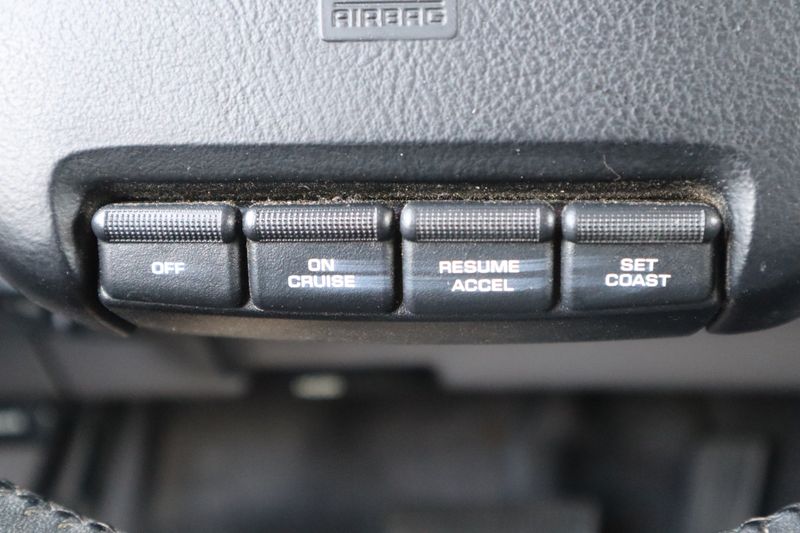 AIRBAG
OFF
ON
CRUISE
RESUME
ACCEL
SET
COAST